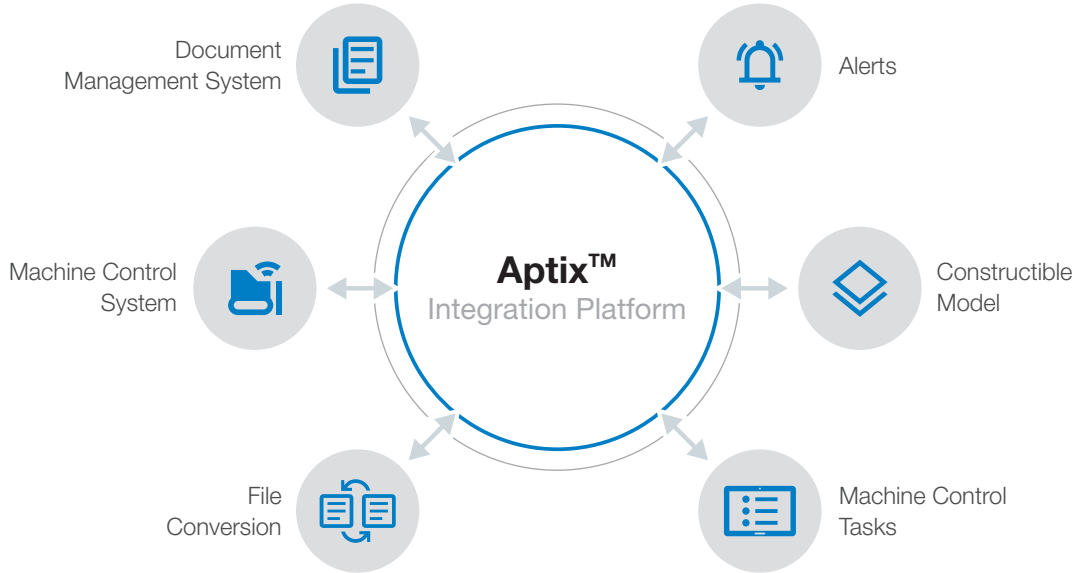 Document
Management System
Alerts
Machine Control
System
Aptix™
Integration Platform
Constructible
Model
File
Conversion
Machine Control
Tasks